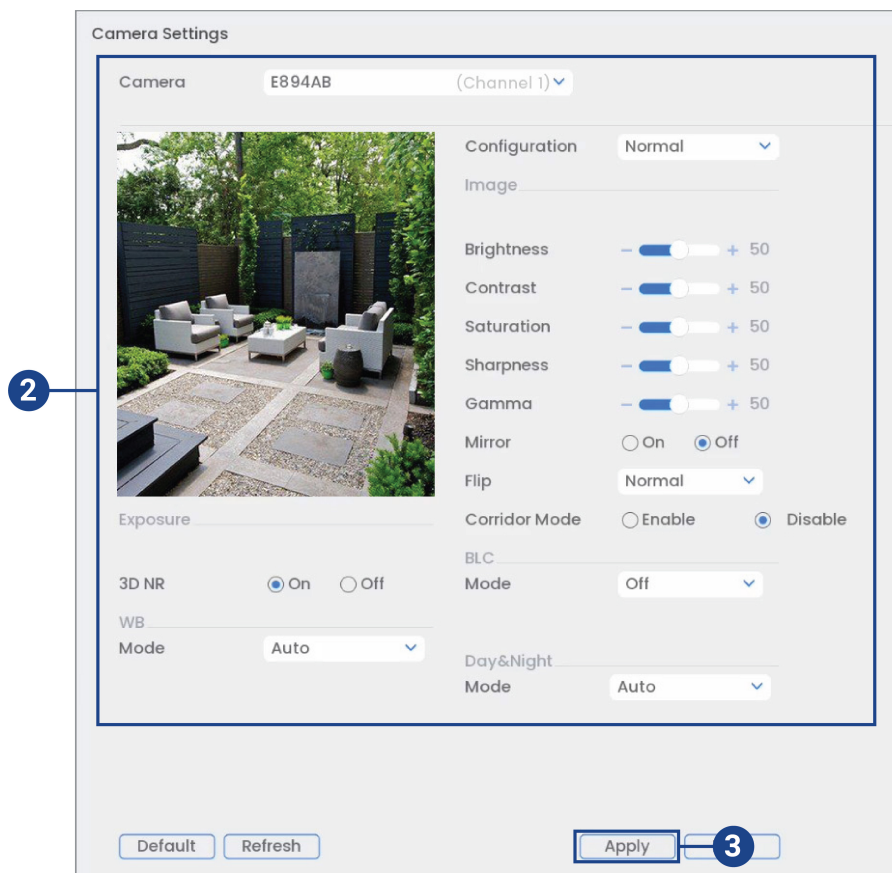 Camera Settings
Camera E894AB (Channel 1)
Configuration Normal
Image
Brightness - + 50
Contrast - + 50
Saturation - + 50
Sharpness - + 50
Gamma - + 50
Mirror On Off
Flip Normal
Corridor Mode Enable Disable
BLC
Mode Off
Day&Night
Mode Auto
Exposure
3D NR On Off
WB
Mode Auto
2
Default Refresh Apply 3